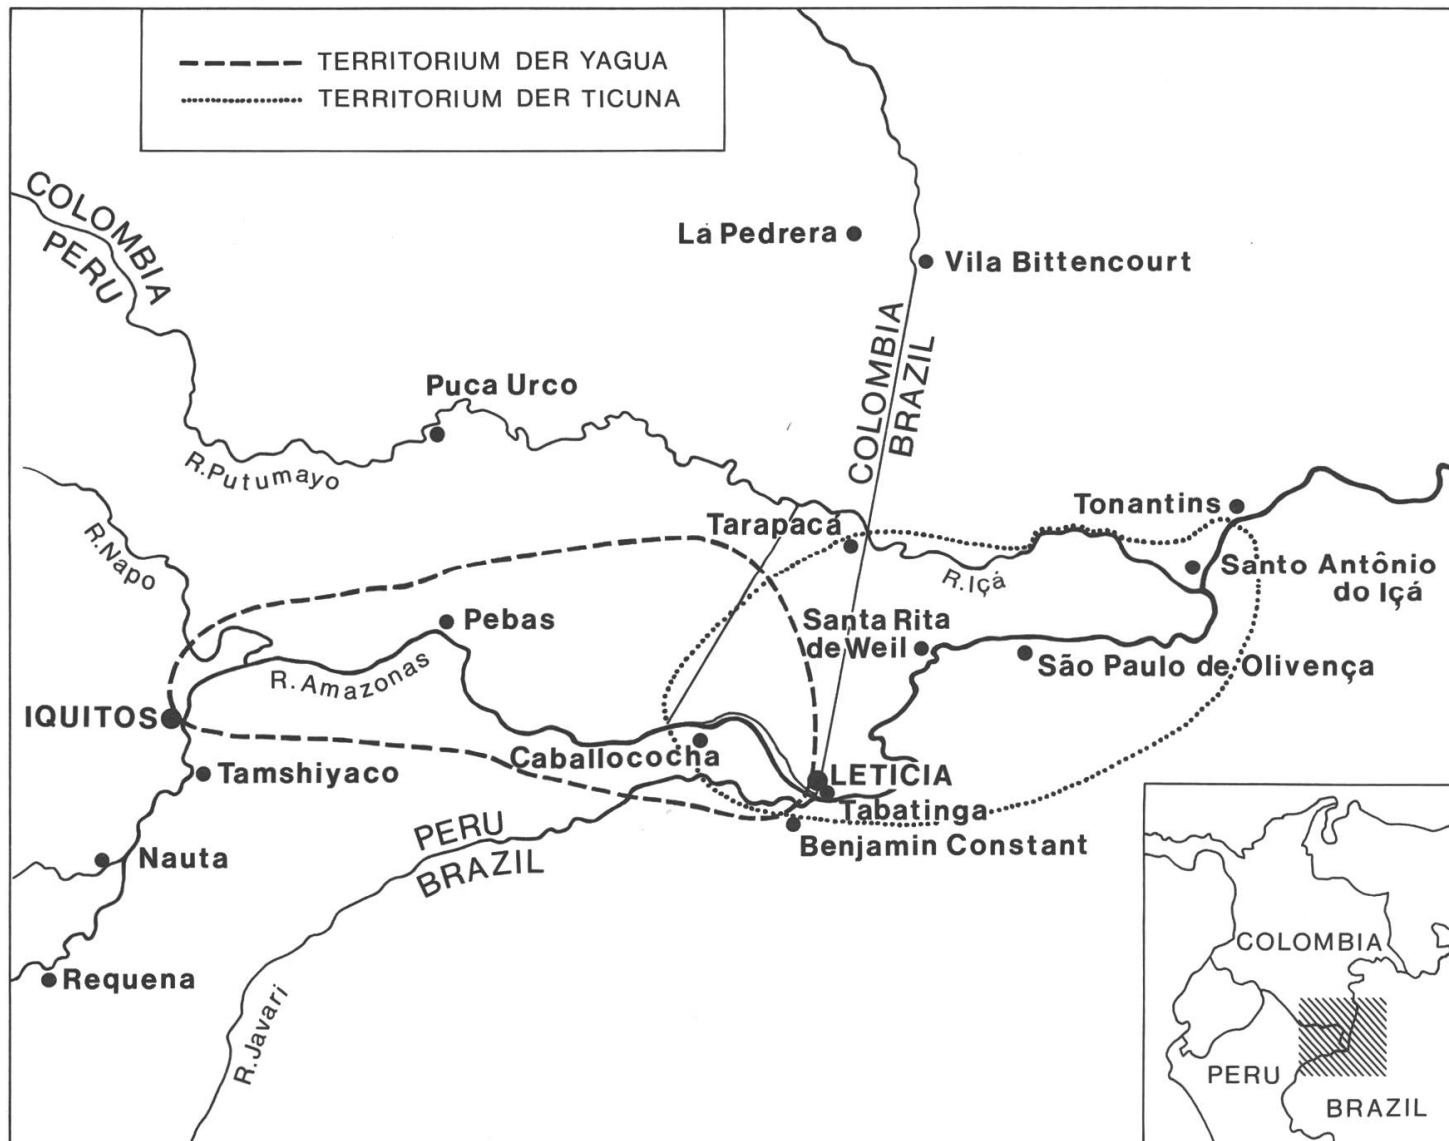 TERRITORIUM DER YAGUA
TERRITORIUM DER TICUNA
COLOMBIA
PERU
La Pedrera
Vila Bittencourt
COLOMBIA
BRAZIL
Puca Urco
R.Putumayo
R.Napo
Tarapacá
Tonantins
R.Içá
Santo Antônio
do Içá
Pebas
Santa Rita
de Weil
São Paulo de Olivença
R.Amazonas
IQUITOS
Tamshiyaco
Caballococha
LETICIA
Tabatinga
Benjamin Constant
PERU
BRAZIL
Nauta
Requena
R.Javari
COLOMBIA
PERU
BRAZIL